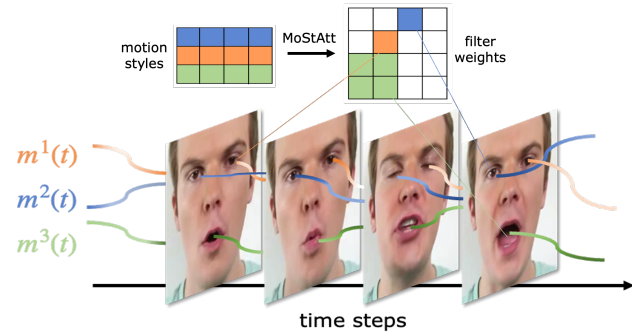 motion
styles
MoStAtt
filter
weights
m¹(t)
m²(t)
m³(t)
time steps